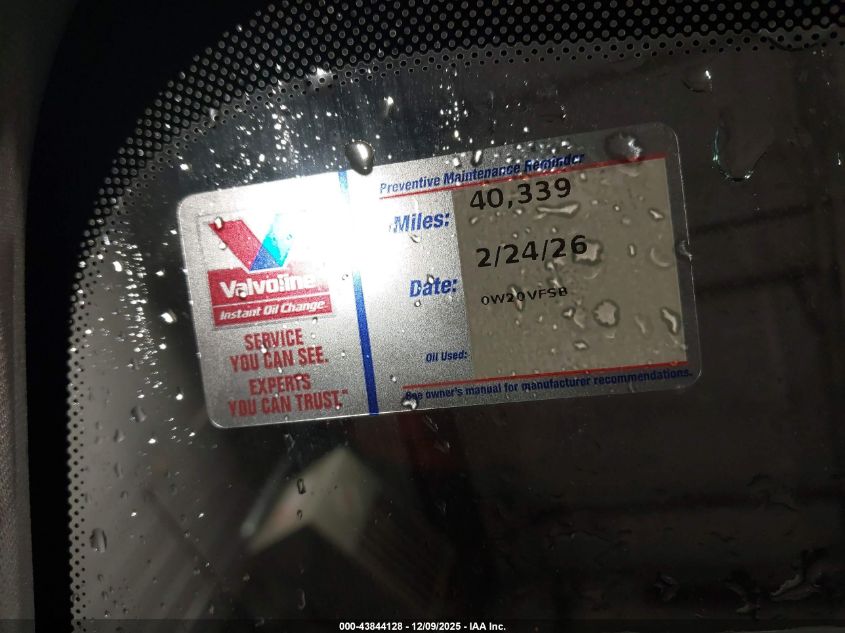 Preventive Maintenance Reminder
Miles: 40,339
Date: 2/24/26
Oil Used: 0W20VFSB
See owner's manual for manufacturer recommendations.
Valvoline
Instant Oil Change
SERVICE
YOU CAN SEE.
EXPERTS
YOU CAN TRUST.™
000-43844128 - 12/09/2025 - IAA Inc.